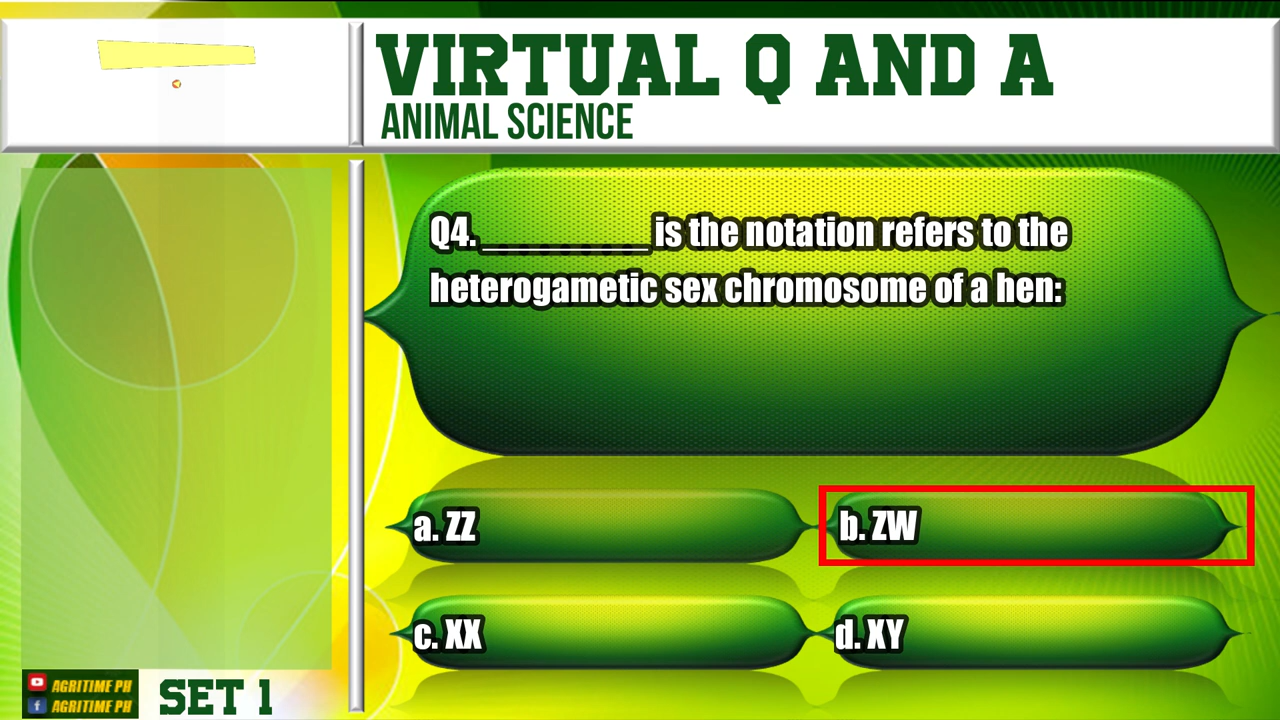 VIRTUAL Q AND A
ANIMAL SCIENCE
Q4. ________ is the notation refers to the
heterogametic sex chromosome of a hen:
a. ZZ
b. ZW
c. XX
d. XY
AGRITIME PH
AGRITIME PH
SET 1